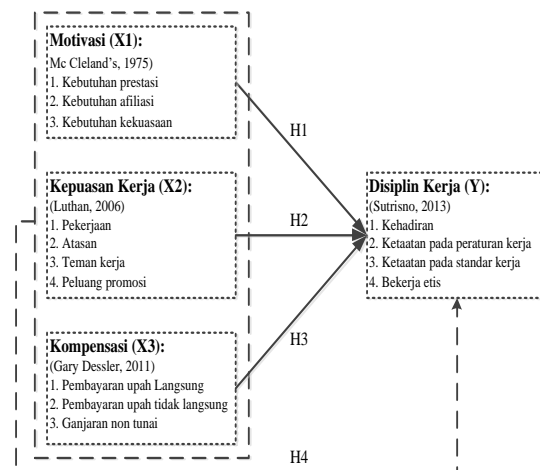 Motivasi (X1):
Mc Cleland's, 1975)
1. Kebutuhan prestasi
2. Kebutuhan afiliasi
3. Kebutuhan kekuasaan
H1
Kepuasan Kerja (X2):
(Luthan, 2006)
1. Pekerjaan
2. Atasan
3. Teman kerja
4. Peluang promosi
H2
Disiplin Kerja (Y):
(Sutrisno, 2013)
1. Kehadiran
2. Ketaatan pada peraturan kerja
3. Ketaatan pada standar kerja
4. Bekerja etis
H3
Kompensasi (X3):
(Gary Dessler, 2011)
1. Pembayaran upah Langsung
2. Pembayaran upah tidak langsung
3. Ganjaran non tunai
H4